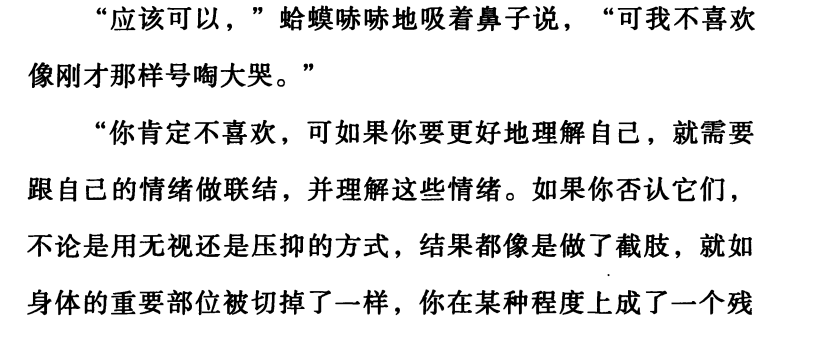 “应该可以，”蛤蟆哧哧地吸着鼻子说，“可我不喜欢
像刚才那样号啕大哭。”
“你肯定不喜欢，可如果你要更好地理解自己，就需要
跟自己的情绪做联结，并理解这些情绪。如果你否认它们，
不论是用无视还是压抑的方式，结果都像是做了截肢，就如
身体的重要部位被切掉了一样，你在某种程度上成了一个残